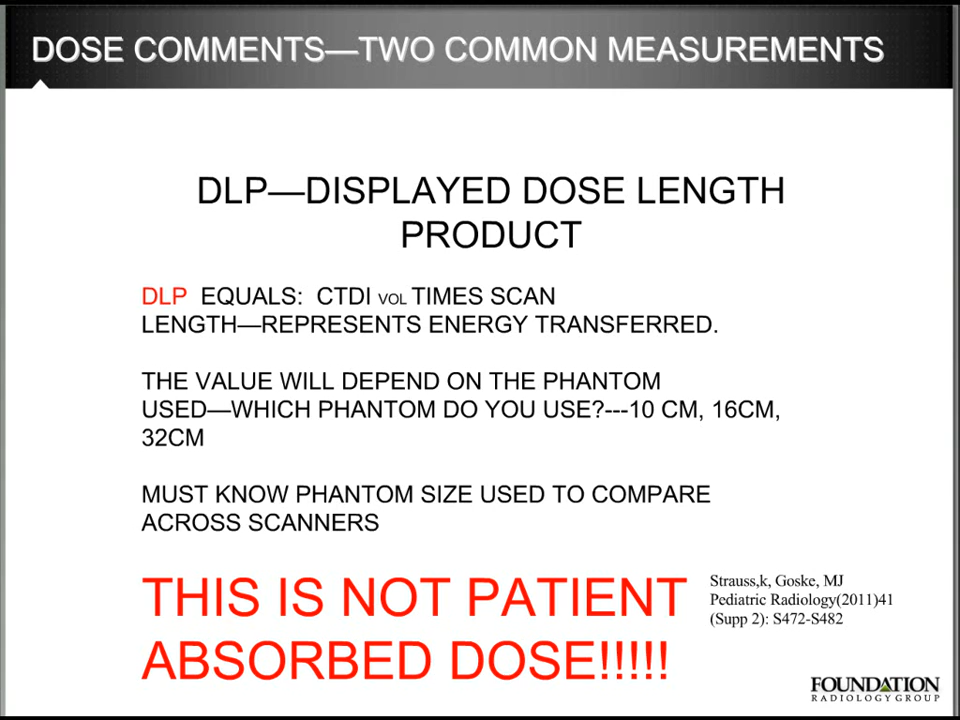 DOSE COMMENTS—TWO COMMON MEASUREMENTS
DLP—DISPLAYED DOSE LENGTH
PRODUCT
DLP EQUALS: CTDI VOL TIMES SCAN
LENGTH—REPRESENTS ENERGY TRANSFERRED.
THE VALUE WILL DEPEND ON THE PHANTOM
USED—WHICH PHANTOM DO YOU USE?---10 CM, 16CM,
32CM
MUST KNOW PHANTOM SIZE USED TO COMPARE
ACROSS SCANNERS
THIS IS NOT PATIENT
ABSORBED DOSE!!!!!
Strauss,k, Goske, MJ
Pediatric Radiology(2011)41
(Supp 2): S472-S482
FOUNDATION
RADIOLOGY GROUP